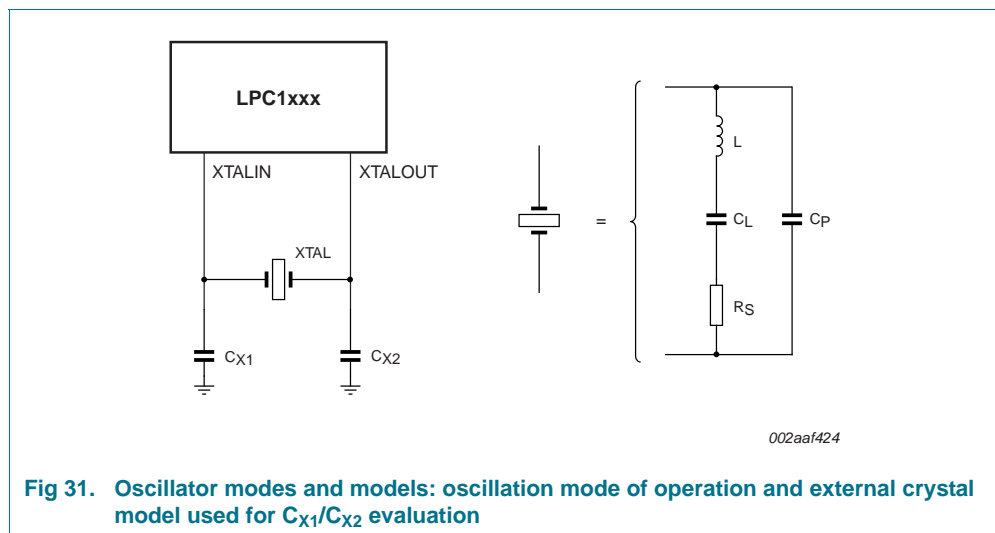 LPC1xxx
XTALIN
XTALOUT
XTAL
CX1
CX2
=
L
CL
CP
RS
002aaf424
Fig 31. Oscillator modes and models: oscillation mode of operation and external crystal
model used for CX1/CX2 evaluation